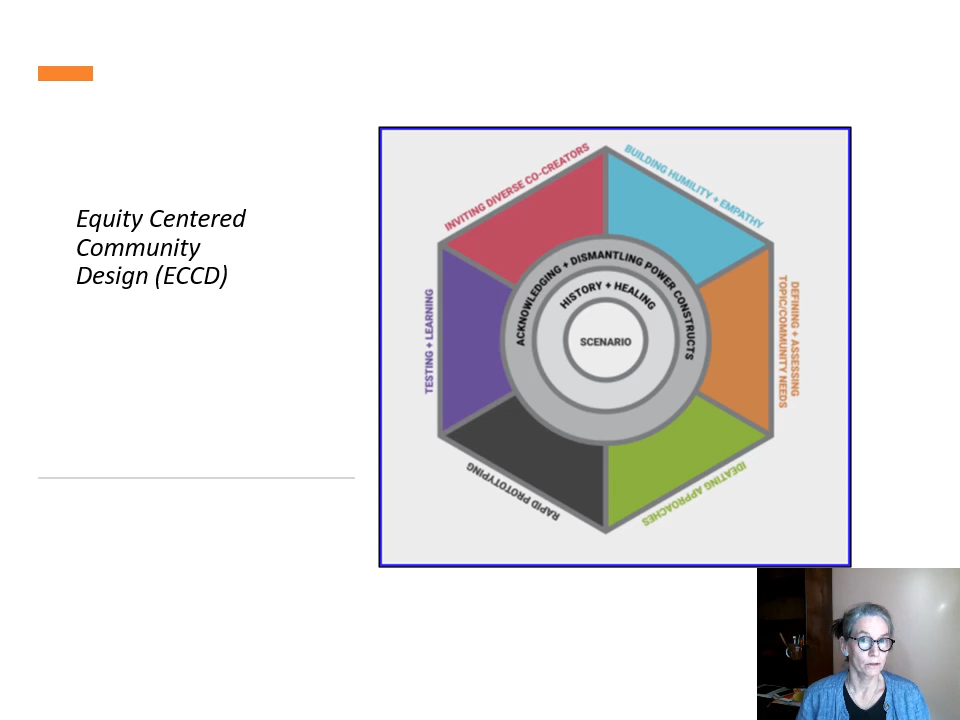 Equity Centered
Community
Design (ECCD)
INVITING DIVERSE CO-CREATORS
BUILDING HUMILITY + EMPATHY
DEFINING + ASSESSING
TOPIC/COMMUNITY NEEDS
IDEATING APPROACHES
RAPID PROTOTYPING
TESTING + LEARNING
ACKNOWLEDGING + DISMANTLING POWER CONSTRUCTS
HISTORY + HEALING
SCENARIO